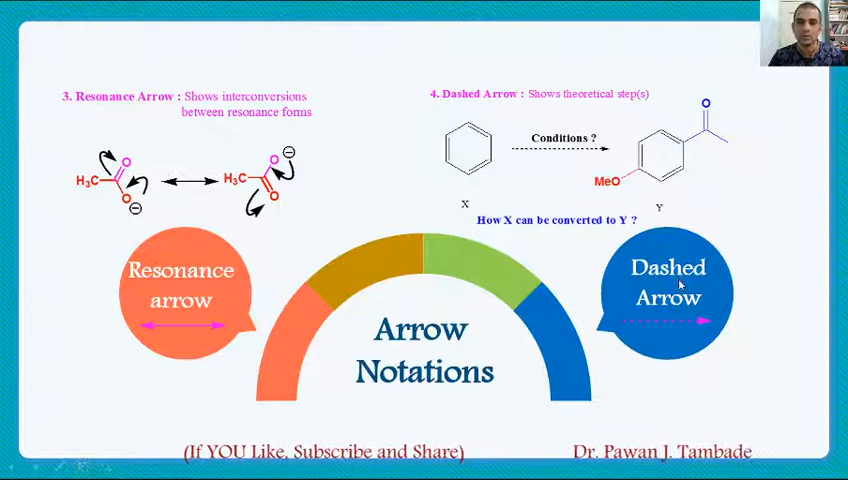 3. Resonance Arrow : Shows interconversions
between resonance forms
4. Dashed Arrow : Shows theoretical step(s)
H₃C
O
O
H₃C
O
O
Conditions ?
O
MeO
X
Y
How X can be converted to Y ?
Resonance
arrow
Dashed
Arrow
Arrow
Notations
(If YOU Like, Subscribe and Share)
Dr. Pawan J. Tambade